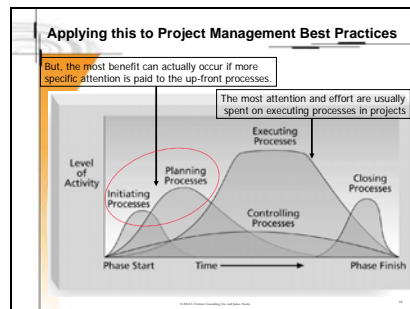 Applying this to Project Management Best Practices
But, the most benefit can actually occur if more
specific attention is paid to the up-front processes.
The most attention and effort are usually
spent on executing processes in projects
Level
of
Activity
Initiating
Processes
Planning
Processes
Executing
Processes
Controlling
Processes
Closing
Processes
Phase Start
Time
Phase Finish